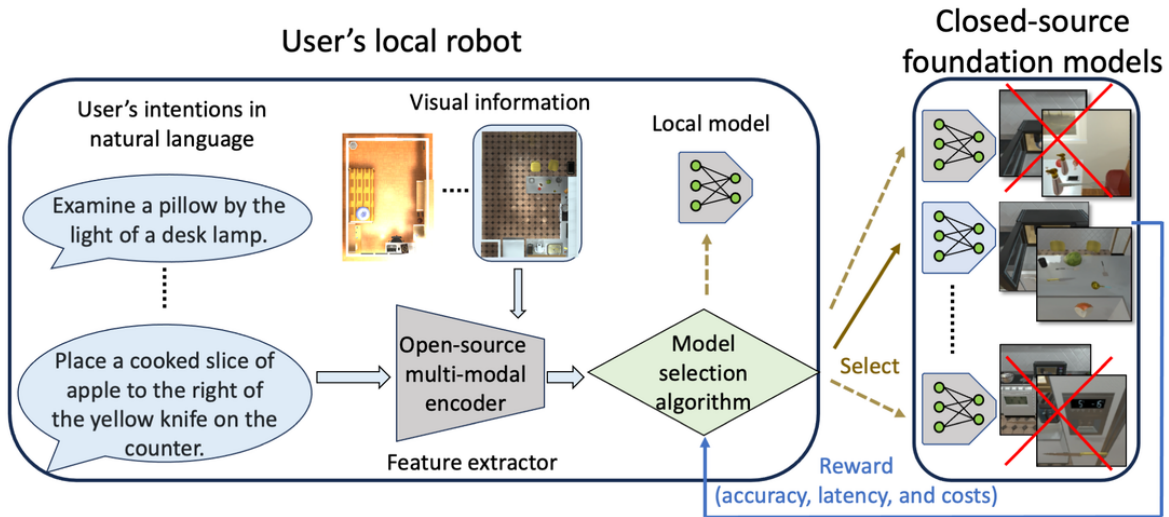 User's local robot
Closed-source
foundation models
User's intentions in
natural language
Visual information
Local model
Examine a pillow by the
light of a desk lamp.
Place a cooked slice of
apple to the right of
the yellow knife on the
counter.
Open-source
multi-modal
encoder
Feature extractor
Model
selection
algorithm
Select
Reward
(accuracy, latency, and costs)